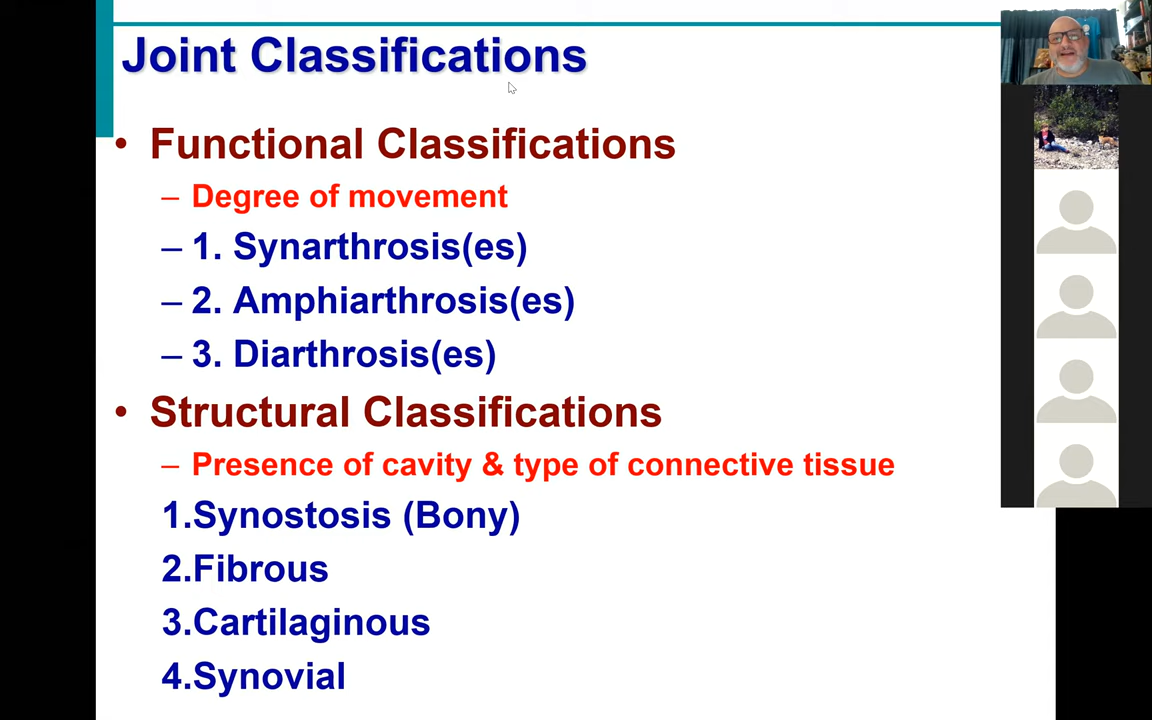 Joint Classifications
• Functional Classifications
– Degree of movement
– 1. Synarthrosis(es)
– 2. Amphiarthrosis(es)
– 3. Diarthrosis(es)
• Structural Classifications
– Presence of cavity & type of connective tissue
1.Synostosis (Bony)
2.Fibrous
3.Cartilaginous
4.Synovial